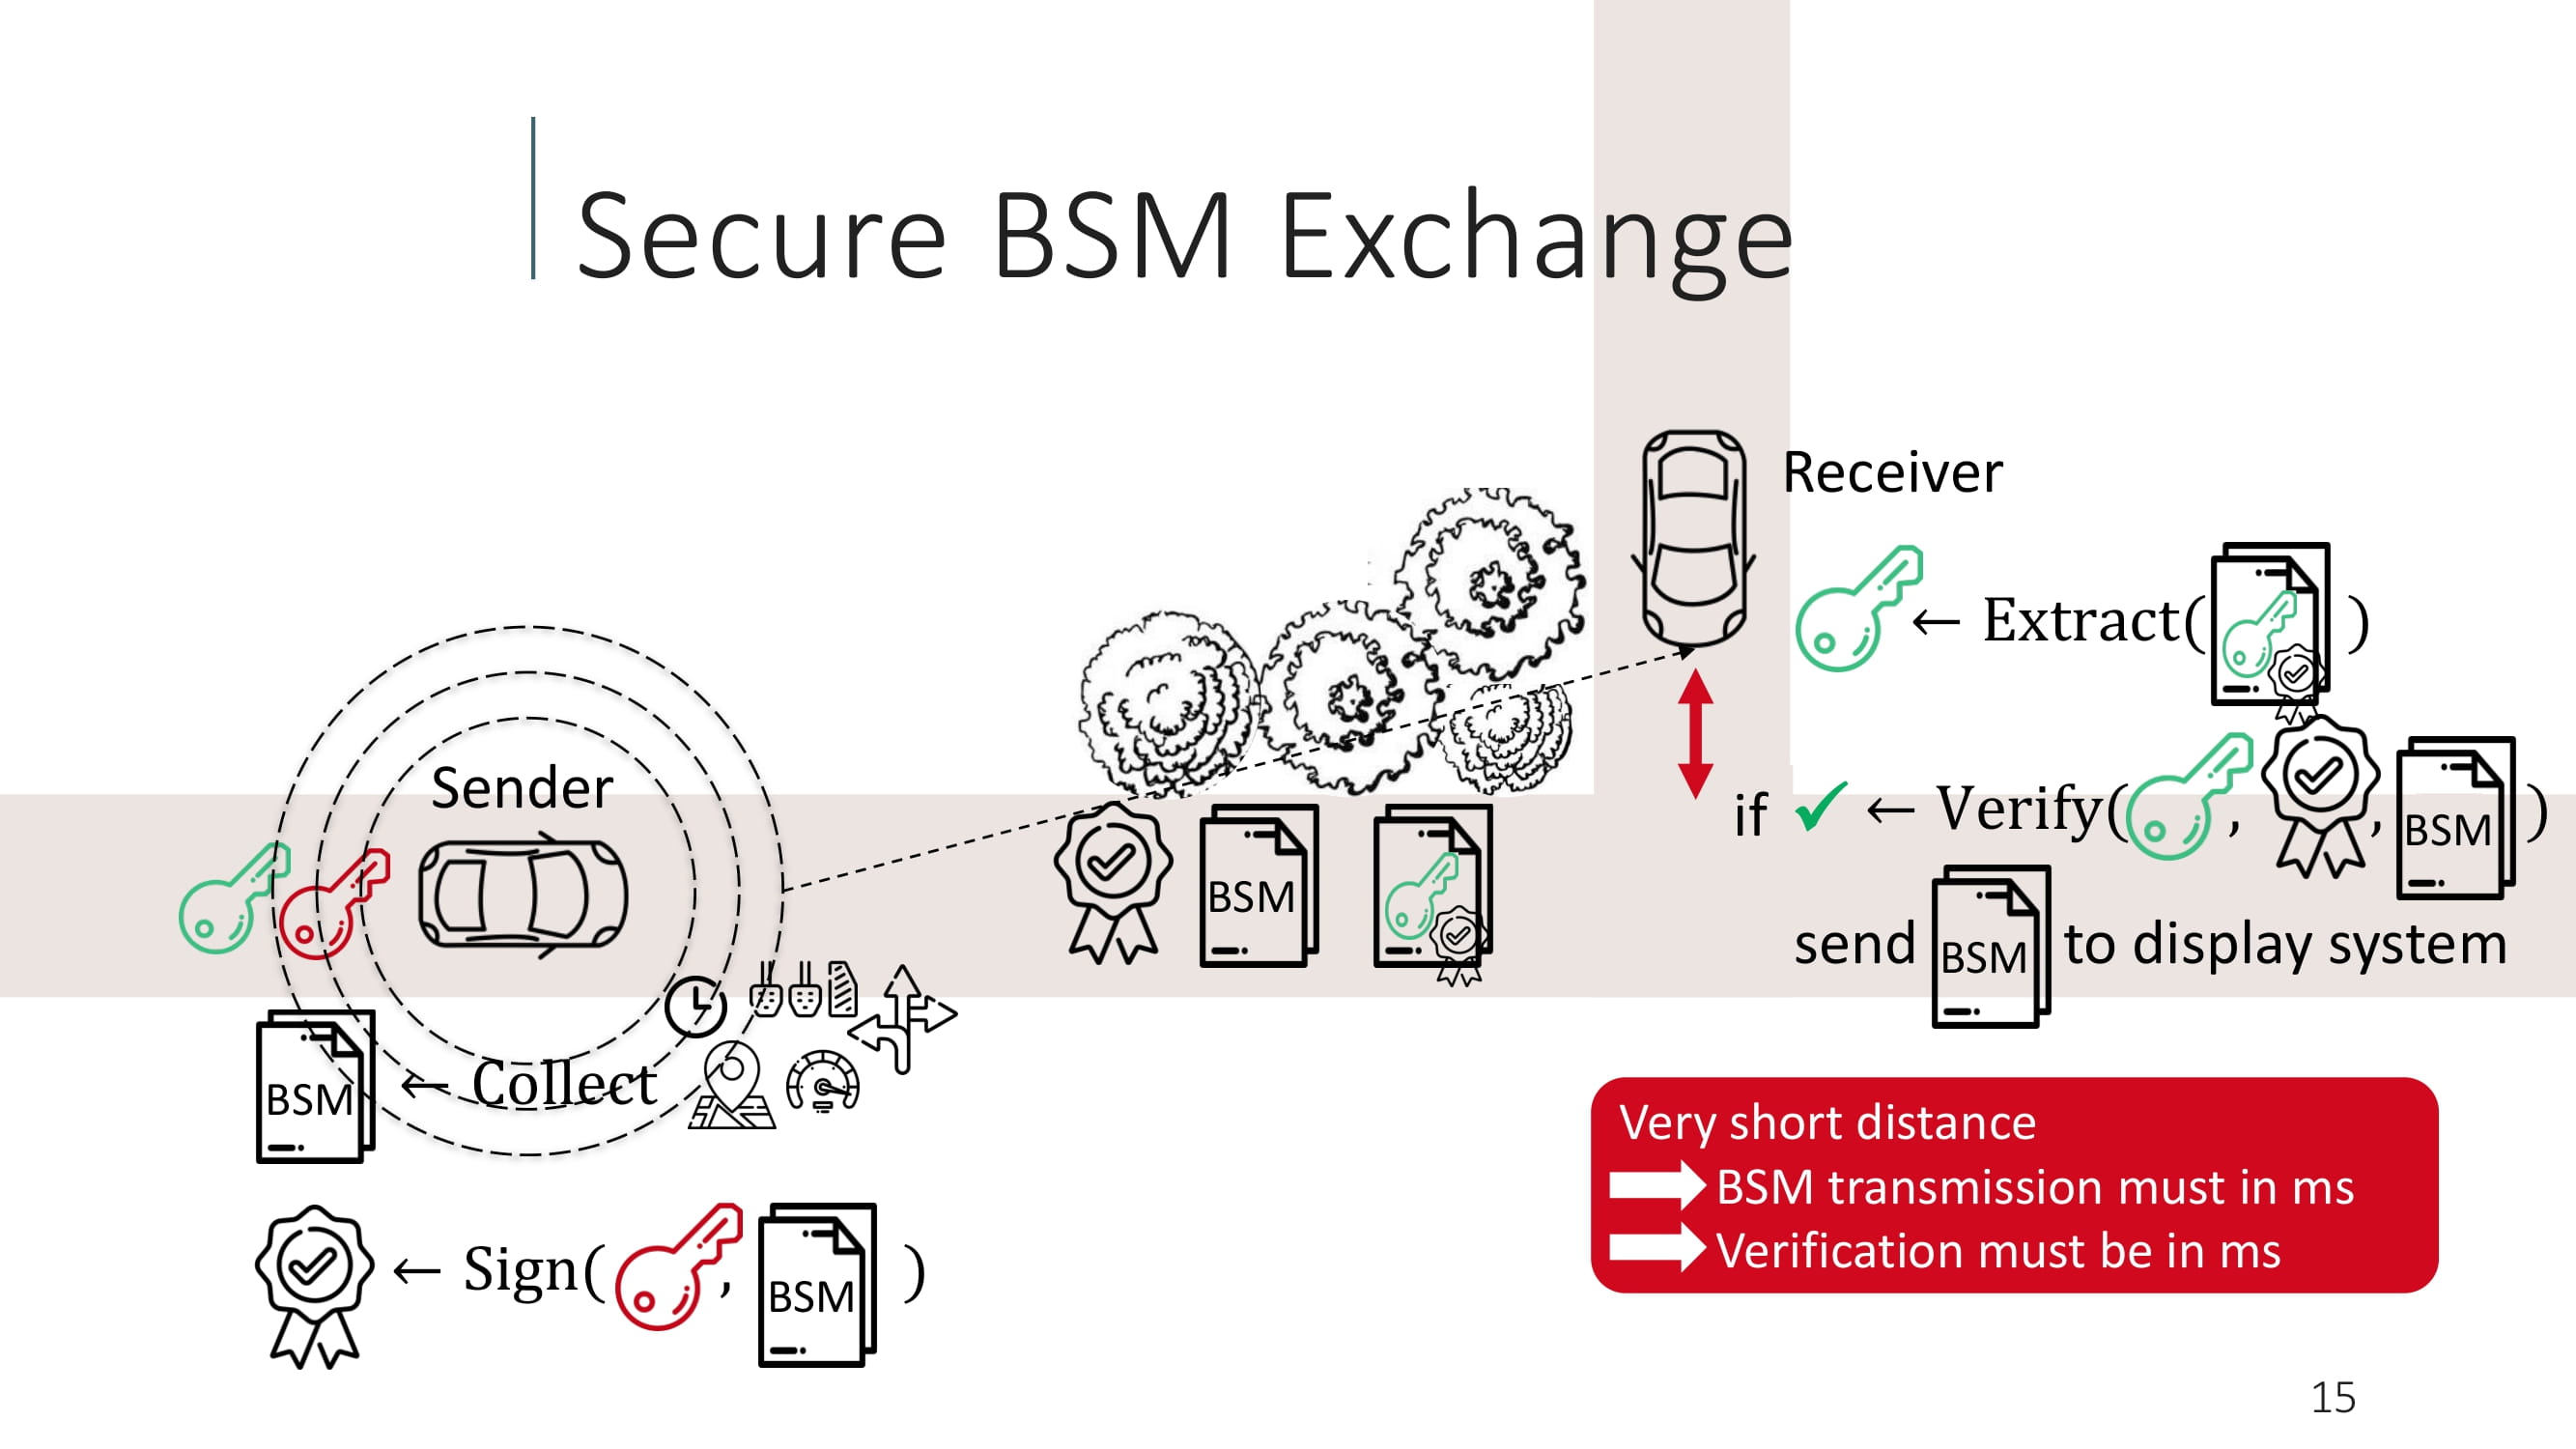 Secure BSM Exchange
Receiver
← Extract( )
Sender
if ✓ ← Verify( , , BSM )
BSM
send BSM to display system
BSM ← Collect
Very short distance
BSM transmission must in ms
Verification must be in ms
← Sign( , BSM )
15